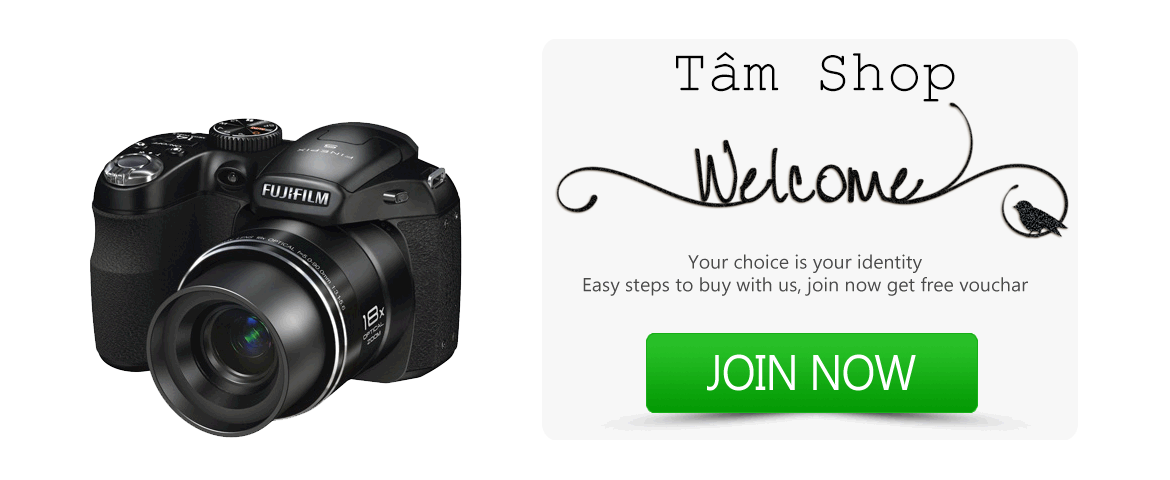 FINEPIX
S
FUJIFILM
18x
OPTICAL
ZOOM
Tâm Shop
Welcome
Your choice is your identity
Easy steps to buy with us, join now get free vouchar
JOIN NOW